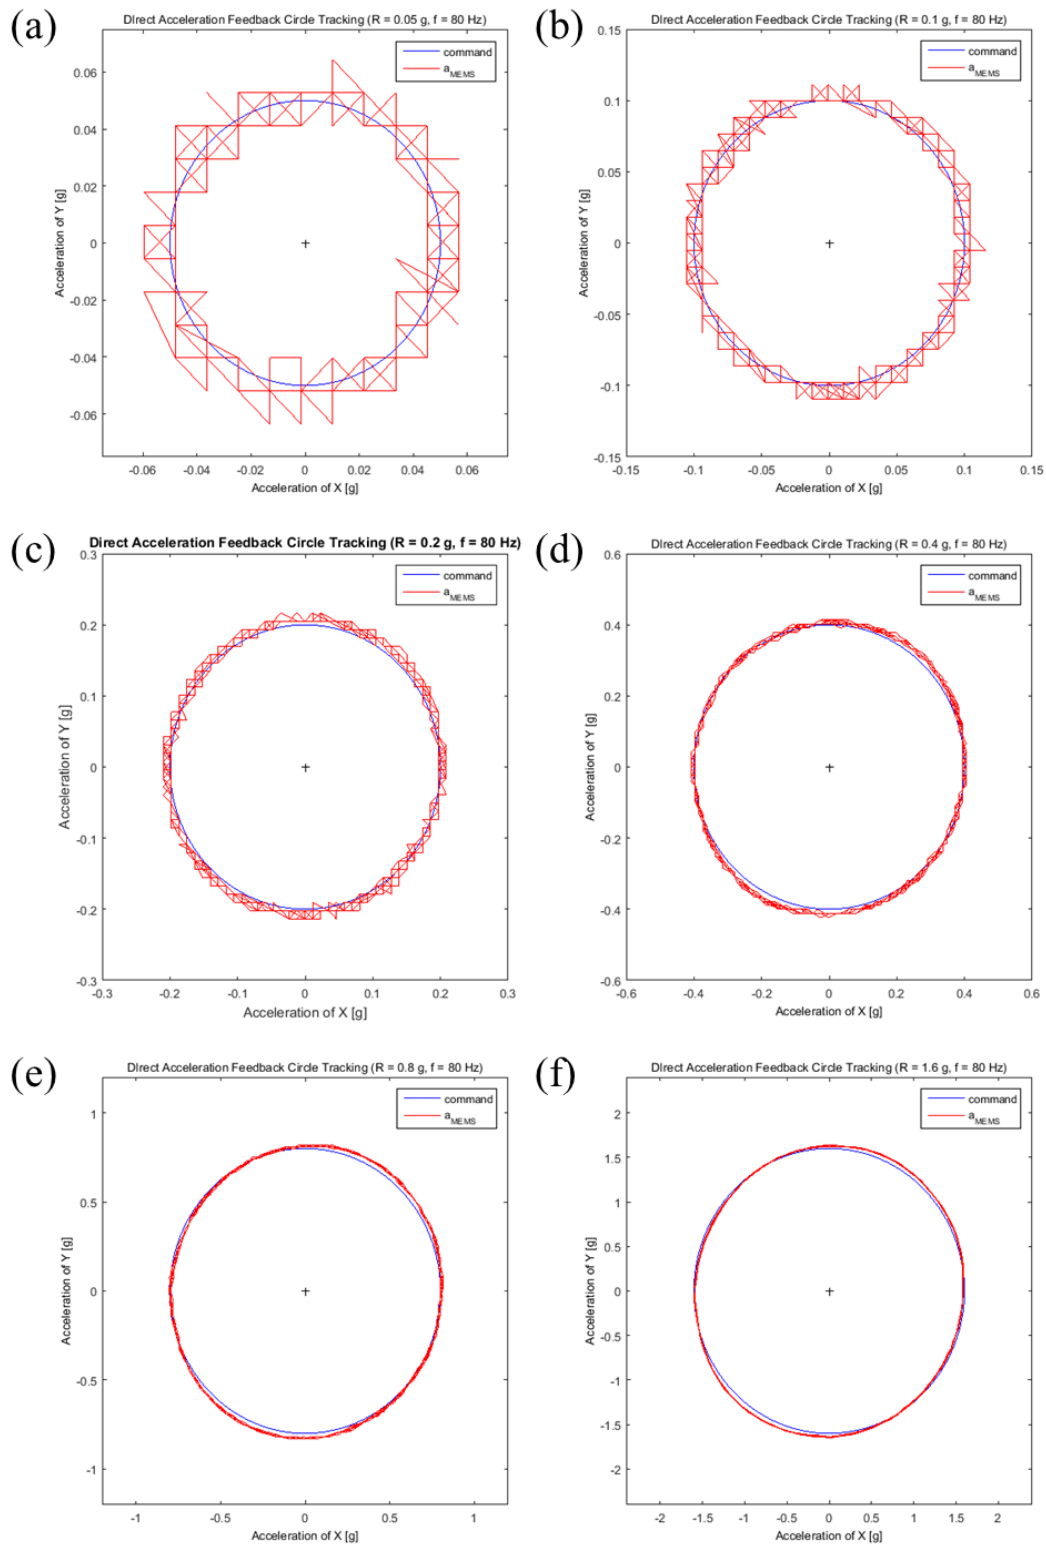 (a)
DIrect Acceleration Feedback Circle Tracking (R = 0.05 g, f = 80 Hz)
command
aMEMS
0.06
0.04
0.02
0
-0.02
-0.04
-0.06
Acceleration of Y [g]
-0.06 -0.04 -0.02 0 0.02 0.04 0.06
Acceleration of X [g]
(b)
DIrect Acceleration Feedback Circle Tracking (R = 0.1 g, f = 80 Hz)
command
aMEMS
0.15
0.1
0.05
0
-0.05
-0.1
-0.15
Acceleration of Y [g]
-0.15 -0.1 -0.05 0 0.05 0.1 0.15
Acceleration of X [g]
(c)
Direct Acceleration Feedback Circle Tracking (R = 0.2 g, f = 80 Hz)
command
aMEMS
0.3
0.2
0.1
0
-0.1
-0.2
-0.3
Acceleration of Y [g]
-0.3 -0.2 -0.1 0 0.1 0.2 0.3
Acceleration of X [g]
(d)
DIrect Acceleration Feedback Circle Tracking (R = 0.4 g, f = 80 Hz)
command
aMEMS
0.6
0.4
0.2
0
-0.2
-0.4
-0.6
Acceleration of Y [g]
-0.6 -0.4 -0.2 0 0.2 0.4 0.6
Acceleration of X [g]
(e)
DIrect Acceleration Feedback Circle Tracking (R = 0.8 g, f = 80 Hz)
command
aMEMS
1
0.5
0
-0.5
-1
Acceleration of Y [g]
-1 -0.5 0 0.5 1
Acceleration of X [g]
(f)
DIrect Acceleration Feedback Circle Tracking (R = 1.6 g, f = 80 Hz)
command
aMEMS
2
1.5
1
0.5
0
-0.5
-1
-1.5
-2
Acceleration of Y [g]
-2 -1.5 -1 -0.5 0 0.5 1 1.5 2
Acceleration of X [g]